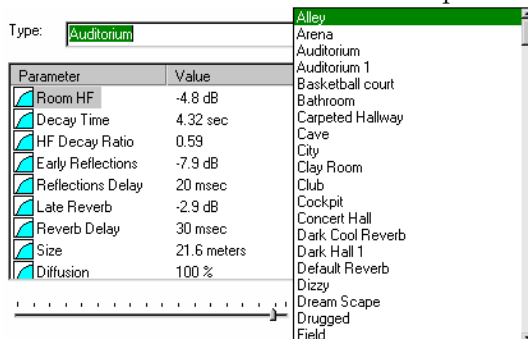 Type: Auditorium
Parameter Value
Room HF -4.8 dB
Decay Time 4.32 sec
HF Decay Ratio 0.59
Early Reflections -7.9 dB
Reflections Delay 20 msec
Late Reverb -2.9 dB
Reverb Delay 30 msec
Size 21.6 meters
Diffusion 100 %
Alley
Arena
Auditorium
Auditorium 1
Basketball court
Bathroom
Carpeted Hallway
Cave
City
Clay Room
Club
Cockpit
Concert Hall
Dark Cool Reverb
Dark Hall 1
Default Reverb
Dizzy
Dream Scape
Drugged
Field